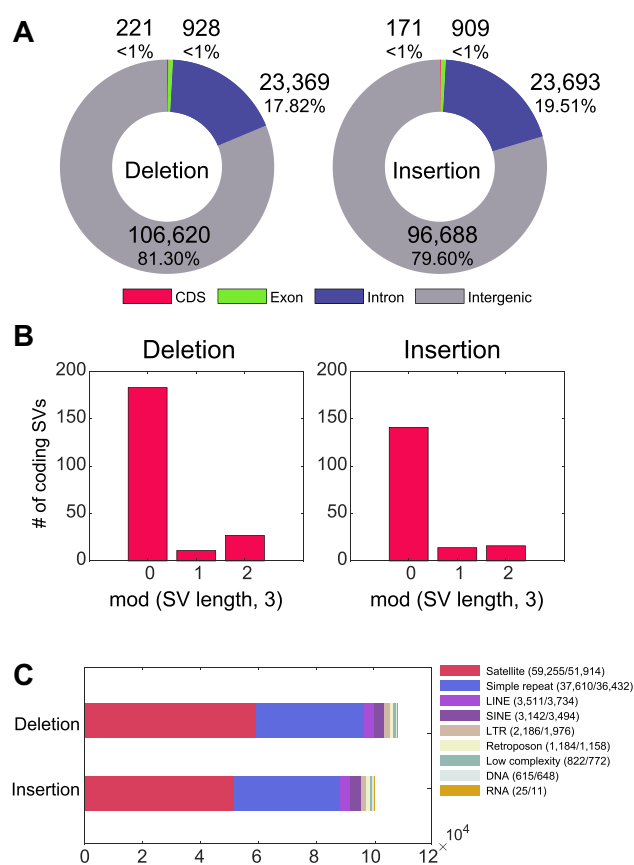 A
221 928
<1% <1%
23,369
17.82%
Deletion
106,620
81.30%
171 909
<1% <1%
23,693
19.51%
Insertion
96,688
79.60%
CDS Exon Intron Intergenic
B
Deletion
# of coding SVs
200
150
100
50
0
0 1 2
mod (SV length, 3)
Insertion
200
150
100
50
0
0 1 2
mod (SV length, 3)
C
Deletion
Insertion
0 2 4 6 8 10 12
× 10⁴
Satellite (59,255/51,914)
Simple repeat (37,610/36,432)
LINE (3,511/3,734)
SINE (3,142/3,494)
LTR (2,186/1,976)
Retroposon (1,184/1,158)
Low complexity (822/772)
DNA (615/648)
RNA (25/11)